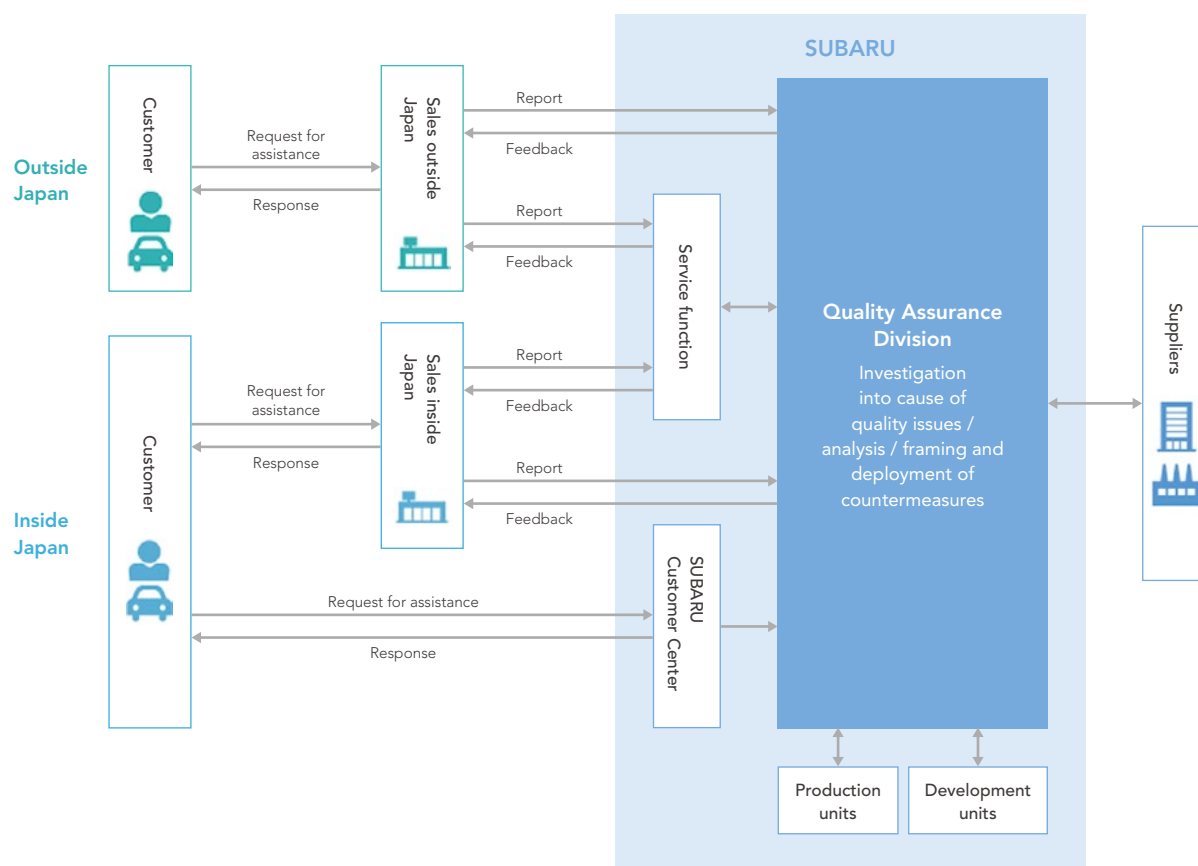 SUBARU
Outside
Japan
Customer
Request for
assistance
Response
Sales outside
Japan
Report
Feedback
Report
Feedback
Service function
Inside
Japan
Customer
Request for
assistance
Response
Sales inside
Japan
Report
Feedback
Report
Feedback
Request for assistance
Response
SUBARU
Customer Center
Quality Assurance
Division
Investigation
into cause of
quality issues /
analysis / framing and
deployment of
countermeasures
Suppliers
Production
units
Development
units